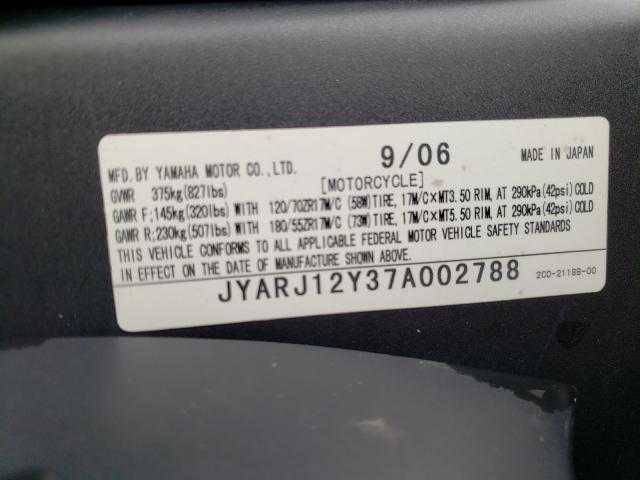 MFD. BY YAMAHA MOTOR CO., LTD. 9/06 MADE IN JAPAN
GVWR 375kg(827lbs) [MOTORCYCLE]
GAWR F;145kg(320lbs) WITH 120/70ZR17M/C (58W)TIRE, 17M/C×MT3.50 RIM, AT 290kPa(42psi)COLD
GAWR R;230kg(507lbs) WITH 180/55ZR17M/C (73W)TIRE, 17M/C×MT5.50 RIM, AT 290kPa(42psi)COLD
THIS VEHICLE CONFORMS TO ALL APPLICABLE FEDERAL MOTOR VEHICLE SAFETY STANDARDS
IN EFFECT ON THE DATE OF MANUFACTURE SHOWN ABOVE.
JYARJ12Y37A002788 2C0-2118B-00